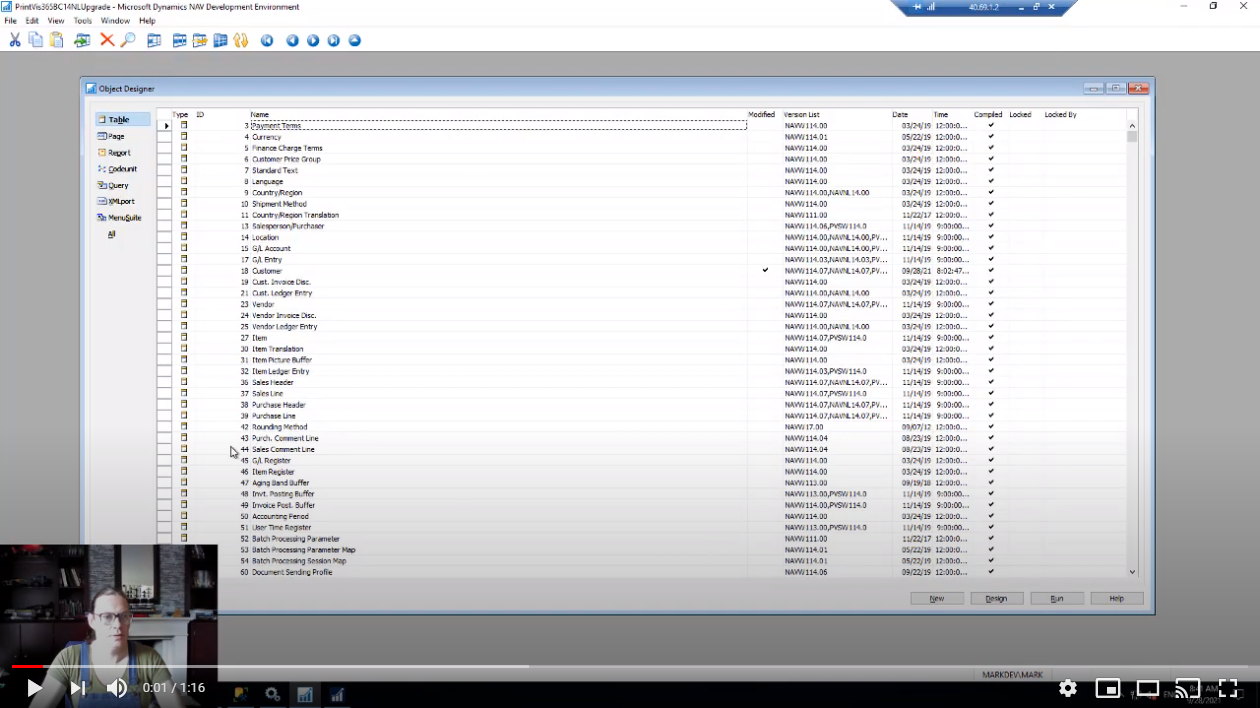 PrintVis365BC14NLUpgrade - Microsoft Dynamics NAV Development Environment
40.69.1.2
File Edit View Tools Window Help
Object Designer
Type ID Name Modified Version List Date Time Compiled Locked Locked By
Table
Page
Report
Codeunit
Query
XMLport
MenuSuite
All
3 Payment Terms NAVW114.00 03/24/19 12:00:0...
4 Currency NAVW114.01 05/22/19 12:00:0...
5 Finance Charge Terms NAVW114.00 03/24/19 12:00:0...
6 Customer Price Group NAVW114.00 03/24/19 12:00:0...
7 Standard Text NAVW114.00 03/24/19 12:00:0...
8 Language NAVW114.00 03/24/19 12:00:0...
9 Country/Region NAVW114.00,NAVNL14.00 03/24/19 12:00:0...
10 Shipment Method NAVW114.00 03/24/19 12:00:0...
11 Country/Region Translation NAVW111.00 11/22/17 12:00:0...
13 Salesperson/Purchaser NAVW114.06,PVSW114.0 11/14/19 9:00:00...
14 Location NAVW114.00,NAVNL14.00,PV... 11/14/19 9:00:00...
15 G/L Account NAVW114.00,NAVNL14.00,PV... 11/14/19 9:00:00...
17 G/L Entry NAVW114.03,NAVNL14.03,PV... 11/14/19 9:00:00...
18 Customer NAVW114.07,NAVNL14.07,PV... 09/28/21 8:02:47...
19 Cust. Invoice Disc. NAVW114.00 03/24/19 12:00:0...
21 Cust. Ledger Entry NAVW114.00,NAVNL14.00 03/24/19 12:00:0...
23 Vendor NAVW114.07,NAVNL14.07,PV... 11/14/19 9:00:00...
24 Vendor Invoice Disc. NAVW114.00 03/24/19 12:00:0...
25 Vendor Ledger Entry NAVW114.00,NAVNL14.00 03/24/19 12:00:0...
27 Item NAVW114.07,PVSW114.0 11/14/19 9:00:00...
30 Item Translation NAVW114.00 03/24/19 12:00:0...
31 Item Picture Buffer NAVW114.00 03/24/19 12:00:0...
32 Item Ledger Entry NAVW114.03,PVSW114.0 11/14/19 9:00:00...
36 Sales Header NAVW114.07,NAVNL14.07,PV... 11/14/19 9:00:00...
37 Sales Line NAVW114.07,PVSW114.0 11/14/19 9:00:00...
38 Purchase Header NAVW114.07,NAVNL14.07,PV... 11/14/19 9:00:00...
39 Purchase Line NAVW114.07,NAVNL14.07,PV... 11/14/19 9:00:00...
42 Rounding Method NAVW17.00 09/07/12 12:00:0...
43 Purch. Comment Line NAVW114.04 08/23/19 12:00:0...
44 Sales Comment Line NAVW114.04 08/23/19 12:00:0...
45 G/L Register NAVW114.00 03/24/19 12:00:0...
46 Item Register NAVW114.00 03/24/19 12:00:0...
47 Aging Band Buffer NAVW113.00 09/19/18 12:00:0...
48 Invt. Posting Buffer NAVW113.00,PVSW114.0 11/14/19 9:00:00...
49 Invoice Post. Buffer NAVW114.00,PVSW114.0 11/14/19 9:00:00...
50 Accounting Period NAVW114.00 03/24/19 12:00:0...
51 User Time Register NAVW113.00,PVSW114.0 11/14/19 9:00:00...
52 Batch Processing Parameter NAVW111.00 11/22/17 12:00:0...
53 Batch Processing Parameter Map NAVW114.01 05/22/19 12:00:0...
54 Batch Processing Session Map NAVW114.01 05/22/19 12:00:0...
60 Document Sending Profile NAVW114.06 09/22/19 12:00:0...
New Design Run Help
MARKDEV\MARK
0:01 / 1:16